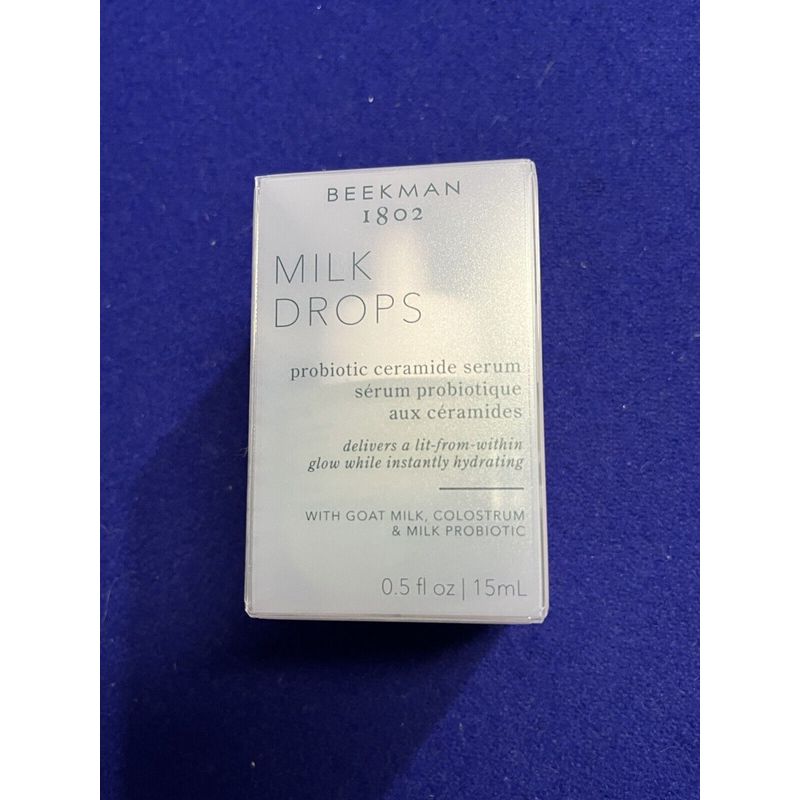 BEEKMAN
1802
MILK
DROPS
probiotic ceramide serum
sérum probiotique
aux céramides
delivers a lit-from-within
glow while instantly hydrating
WITH GOAT MILK, COLOSTRUM
& MILK PROBIOTIC
0.5 fl oz | 15mL